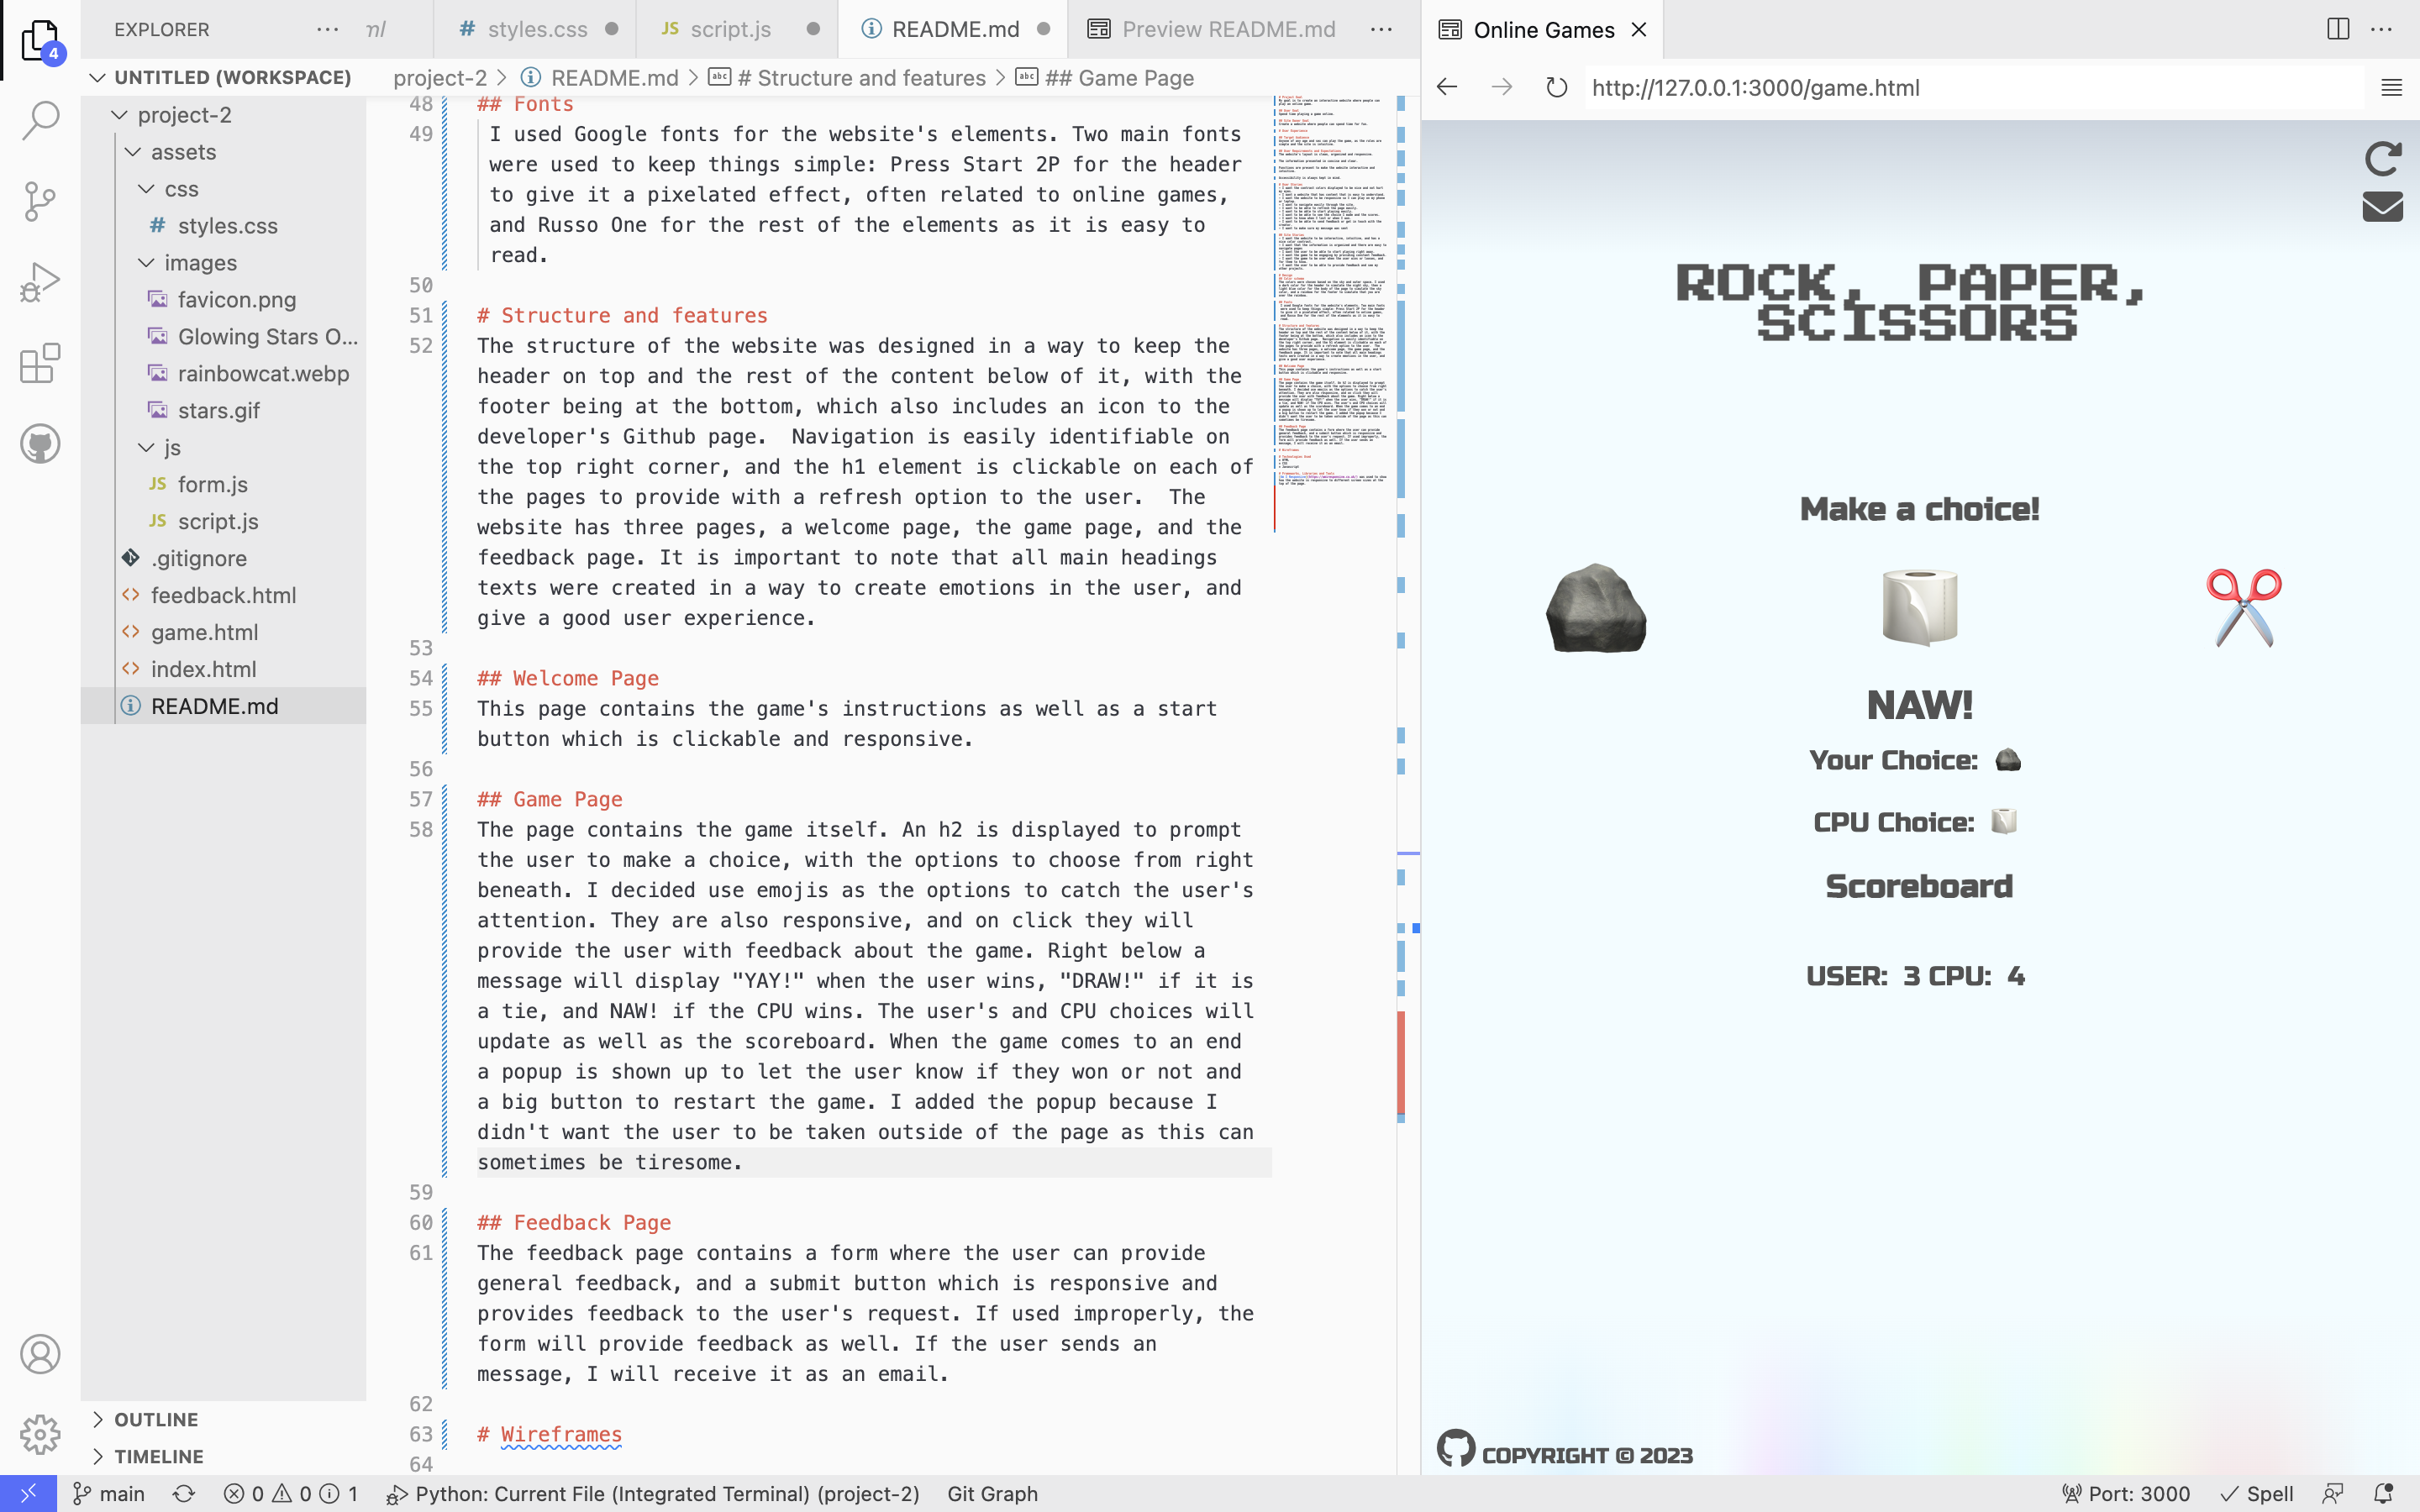 EXPLORER
ml
# styles.css
JS script.js
README.md
Preview README.md
Online Games
4
UNTITLED (WORKSPACE)
project-2 > README.md > # Structure and features > ## Game Page
http://127.0.0.1:3000/game.html
project-2
assets
css
# styles.css
images
favicon.png
Glowing Stars O...
rainbowcat.webp
stars.gif
js
JS form.js
JS script.js
.gitignore
feedback.html
game.html
index.html
README.md
OUTLINE
TIMELINE
48 ## Fonts
49 I used Google fonts for the website's elements. Two main fonts
were used to keep things simple: Press Start 2P for the header
to give it a pixelated effect, often related to online games,
and Russo One for the rest of the elements as it is easy to
read.
50
51 # Structure and features
52 The structure of the website was designed in a way to keep the
header on top and the rest of the content below of it, with the
footer being at the bottom, which also includes an icon to the
developer's Github page.  Navigation is easily identifiable on
the top right corner, and the h1 element is clickable on each of
the pages to provide with a refresh option to the user.  The
website has three pages, a welcome page, the game page, and the
feedback page. It is important to note that all main headings
texts were created in a way to create emotions in the user, and
give a good user experience.
53
54 ## Welcome Page
55 This page contains the game's instructions as well as a start
button which is clickable and responsive.
56
57 ## Game Page
58 The page contains the game itself. An h2 is displayed to prompt
the user to make a choice, with the options to choose from right
beneath. I decided use emojis as the options to catch the user's
attention. They are also responsive, and on click they will
provide the user with feedback about the game. Right below a
message will display "YAY!" when the user wins, "DRAW!" if it is
a tie, and NAW! if the CPU wins. The user's and CPU choices will
update as well as the scoreboard. When the game comes to an end
a popup is shown up to let the user know if they won or not and
a big button to restart the game. I added the popup because I
didn't want the user to be taken outside of the page as this can
sometimes be tiresome.
59
60 ## Feedback Page
61 The feedback page contains a form where the user can provide
general feedback, and a submit button which is responsive and
provides feedback to the user's request. If used improperly, the
form will provide feedback as well. If the user sends an
message, I will receive it as an email.
62
63 # Wireframes
64
ROCK, PAPER,
SCISSORS
Make a choice!
NAW!
Your Choice:
CPU Choice:
Scoreboard
USER: 3 CPU: 4
COPYRIGHT © 2023
main
0 0 1
Python: Current File (Integrated Terminal) (project-2)
Git Graph
Port: 3000
Spell